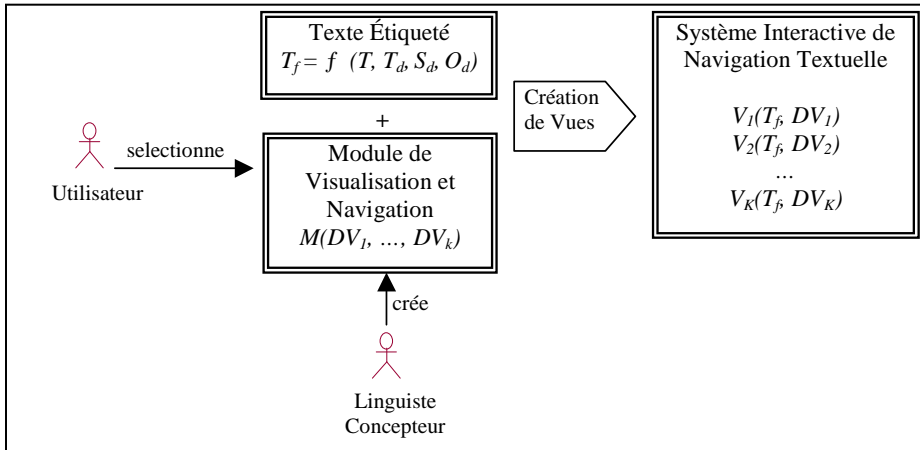 Texte Étiqueté
T_f = f (T, T_d, S_d, O_d)
+
selectionne
Utilisateur
Module de
Visualisation et
Navigation
M(DV_1, ..., DV_k)
crée
Linguiste
Concepteur
Création
de Vues
Système Interactive de
Navigation Textuelle
V_1(T_f, DV_1)
V_2(T_f, DV_2)
...
V_K(T_f, DV_K)